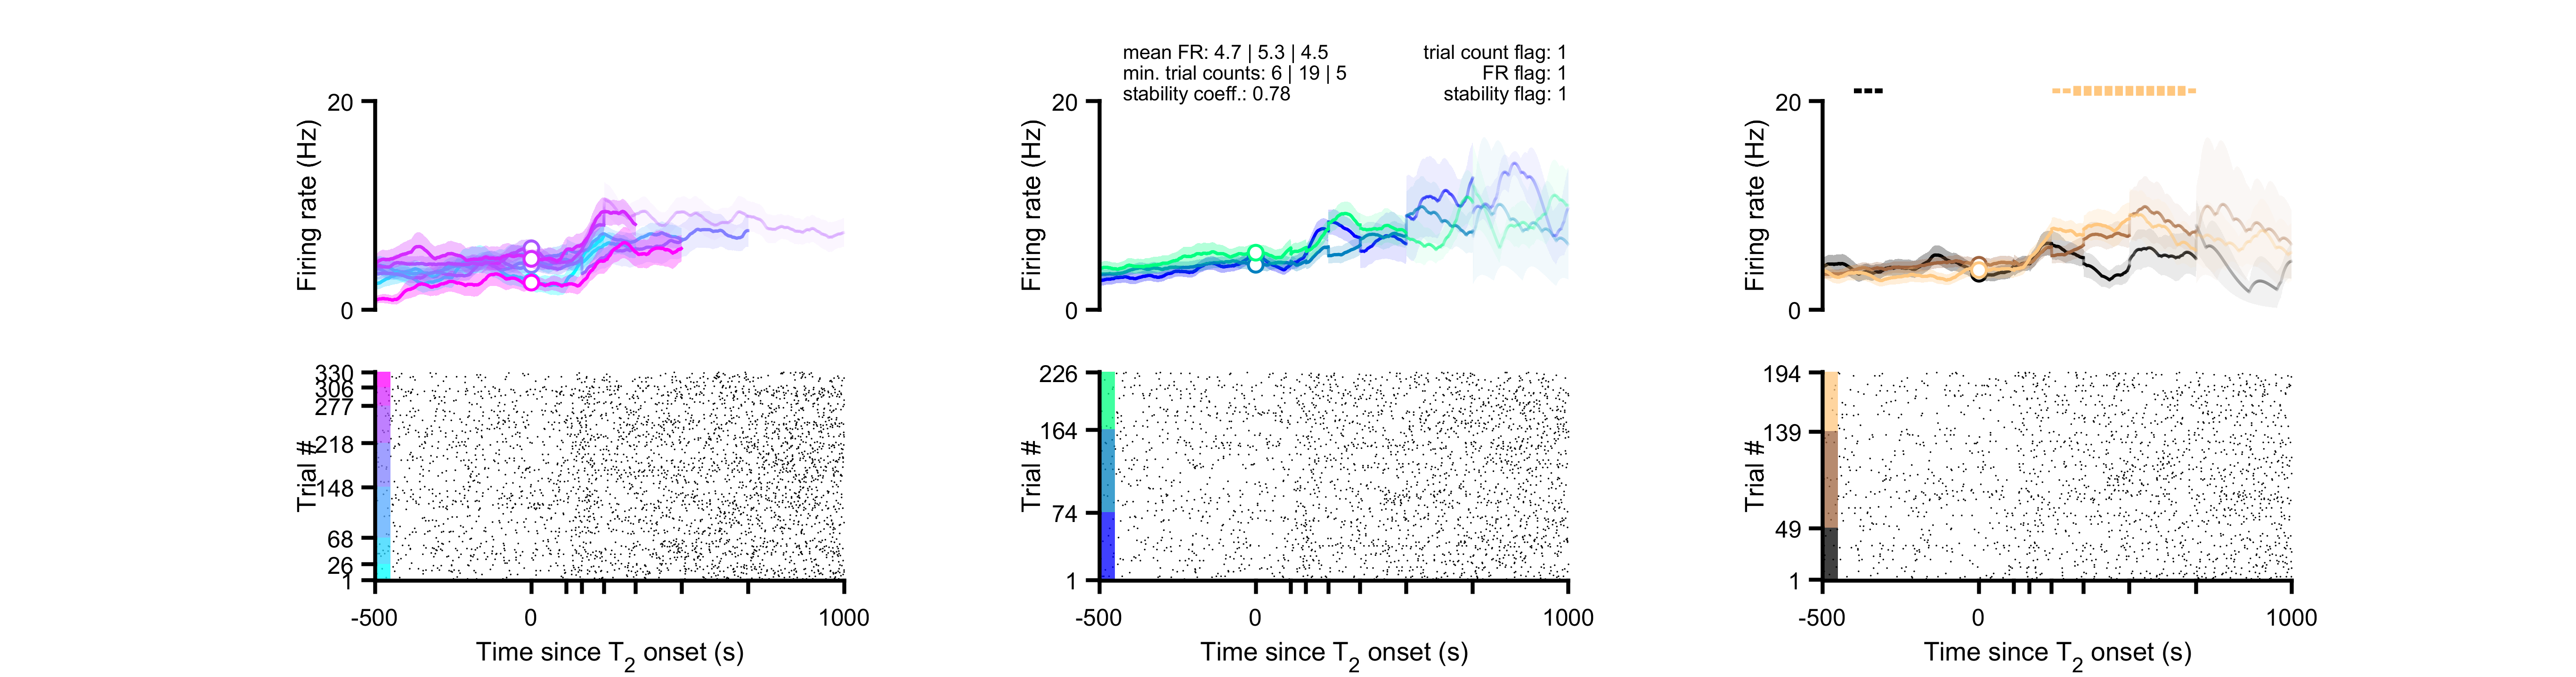 mean FR: 4.7 | 5.3 | 4.5
min. trial counts: 6 | 19 | 5
stability coeff.: 0.78
trial count flag: 1
FR flag: 1
stability flag: 1
Firing rate (Hz)
20
0
Firing rate (Hz)
20
0
Firing rate (Hz)
20
0
Trial #
330
306
277
218
148
68
26
1
-500
0
1000
Time since T2 onset (s)
Trial #
226
164
74
1
-500
0
1000
Time since T2 onset (s)
Trial #
194
139
49
1
-500
0
1000
Time since T2 onset (s)